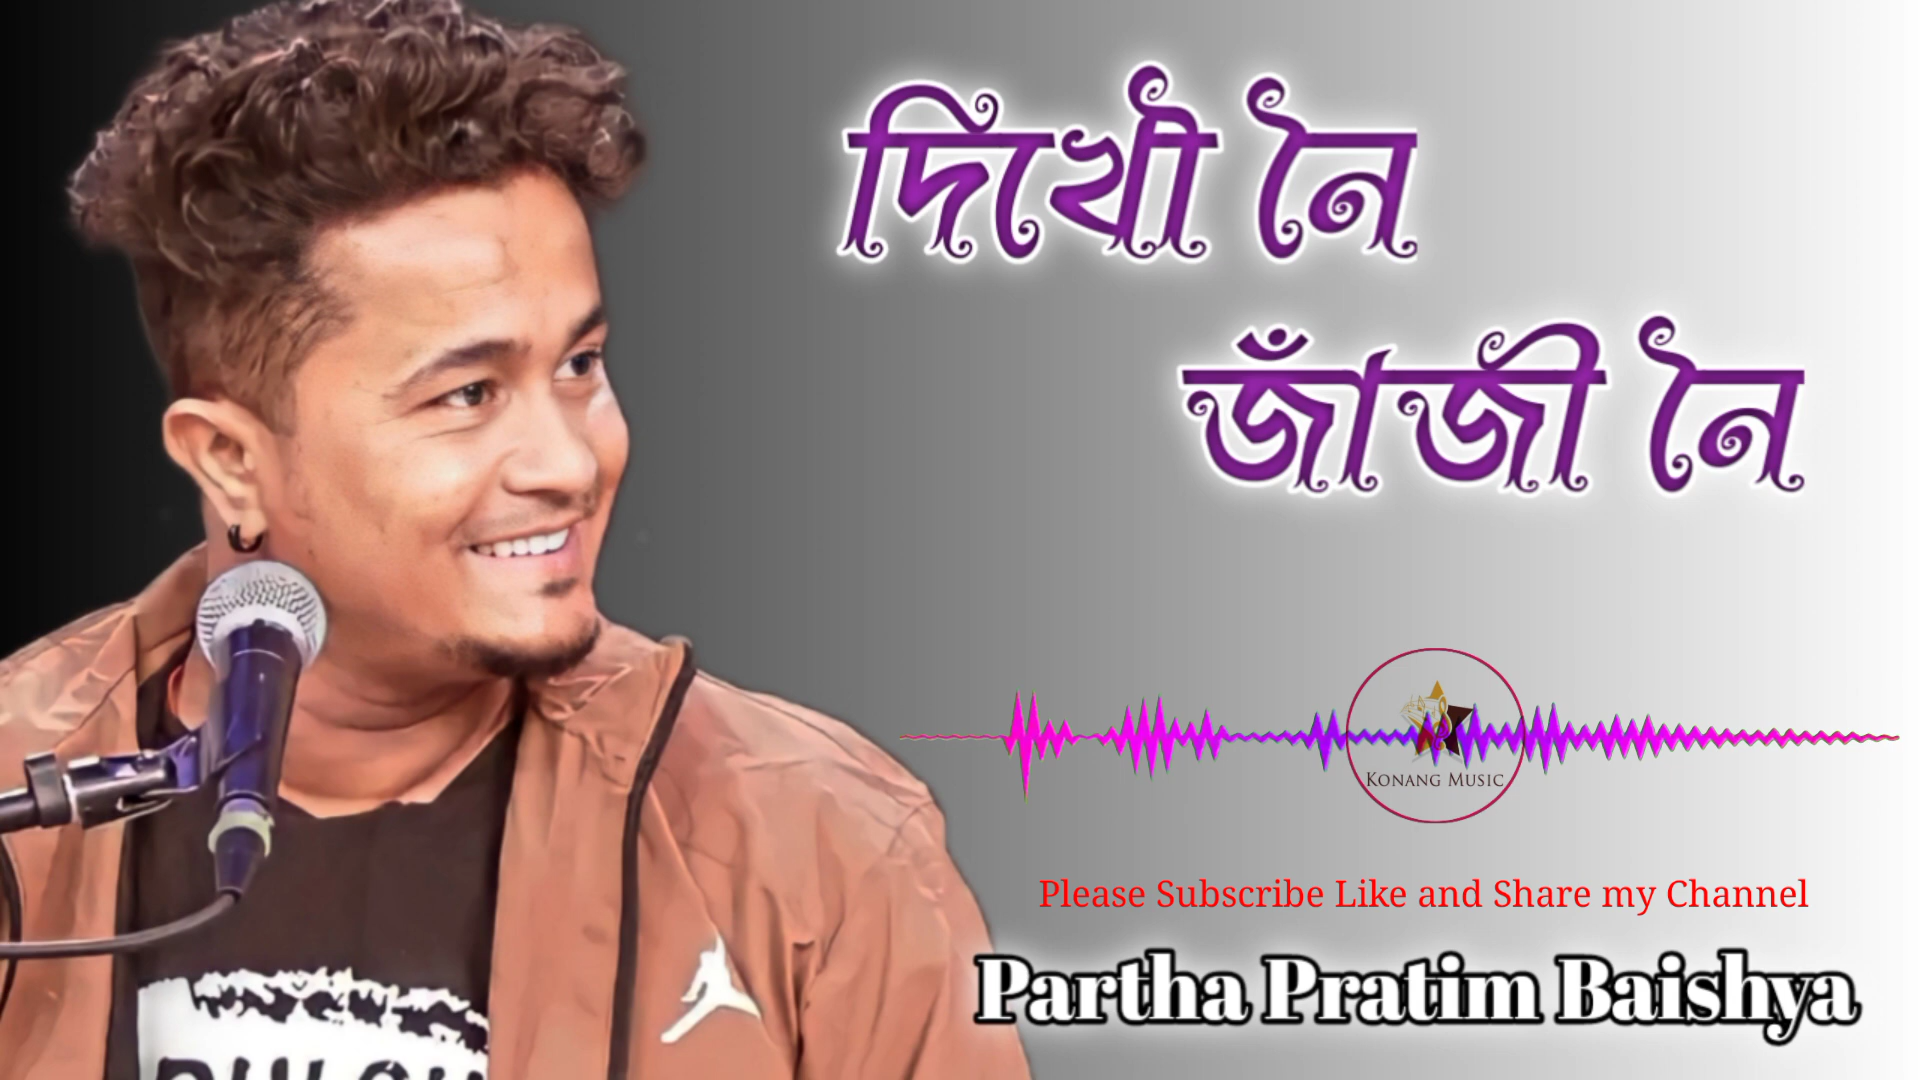 দিখৌ নৈ
জাঁজী নৈ
KONANG MUSIC
Please Subscribe Like and Share my Channel
Partha Pratim Baishya